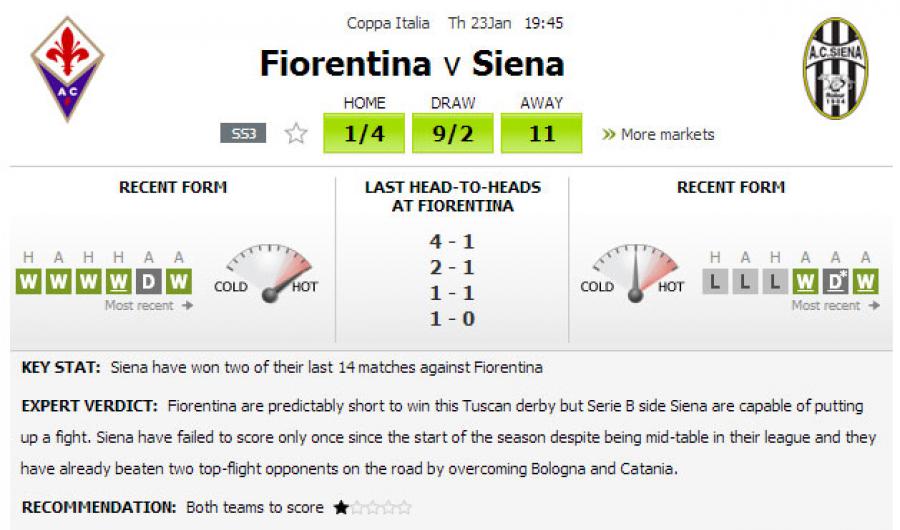 Coppa Italia Th 23Jan 19:45
Fiorentina v Siena
A C
A.C.SIENA
1904
HOME DRAW AWAY
SS3 1/4 9/2 11 » More markets
RECENT FORM
H A H H A A
W W W W D W
Most recent →
COLD HOT
LAST HEAD-TO-HEADS
AT FIORENTINA
4 - 1
2 - 1
1 - 1
1 - 0
RECENT FORM
COLD HOT
H A H A A A
L L L W D* W
Most recent →
KEY STAT: Siena have won two of their last 14 matches against Fiorentina
EXPERT VERDICT: Fiorentina are predictably short to win this Tuscan derby but Serie B side Siena are capable of putting
up a fight. Siena have failed to score only once since the start of the season despite being mid-table in their league and they
have already beaten two top-flight opponents on the road by overcoming Bologna and Catania.
RECOMMENDATION: Both teams to score ★☆☆☆☆